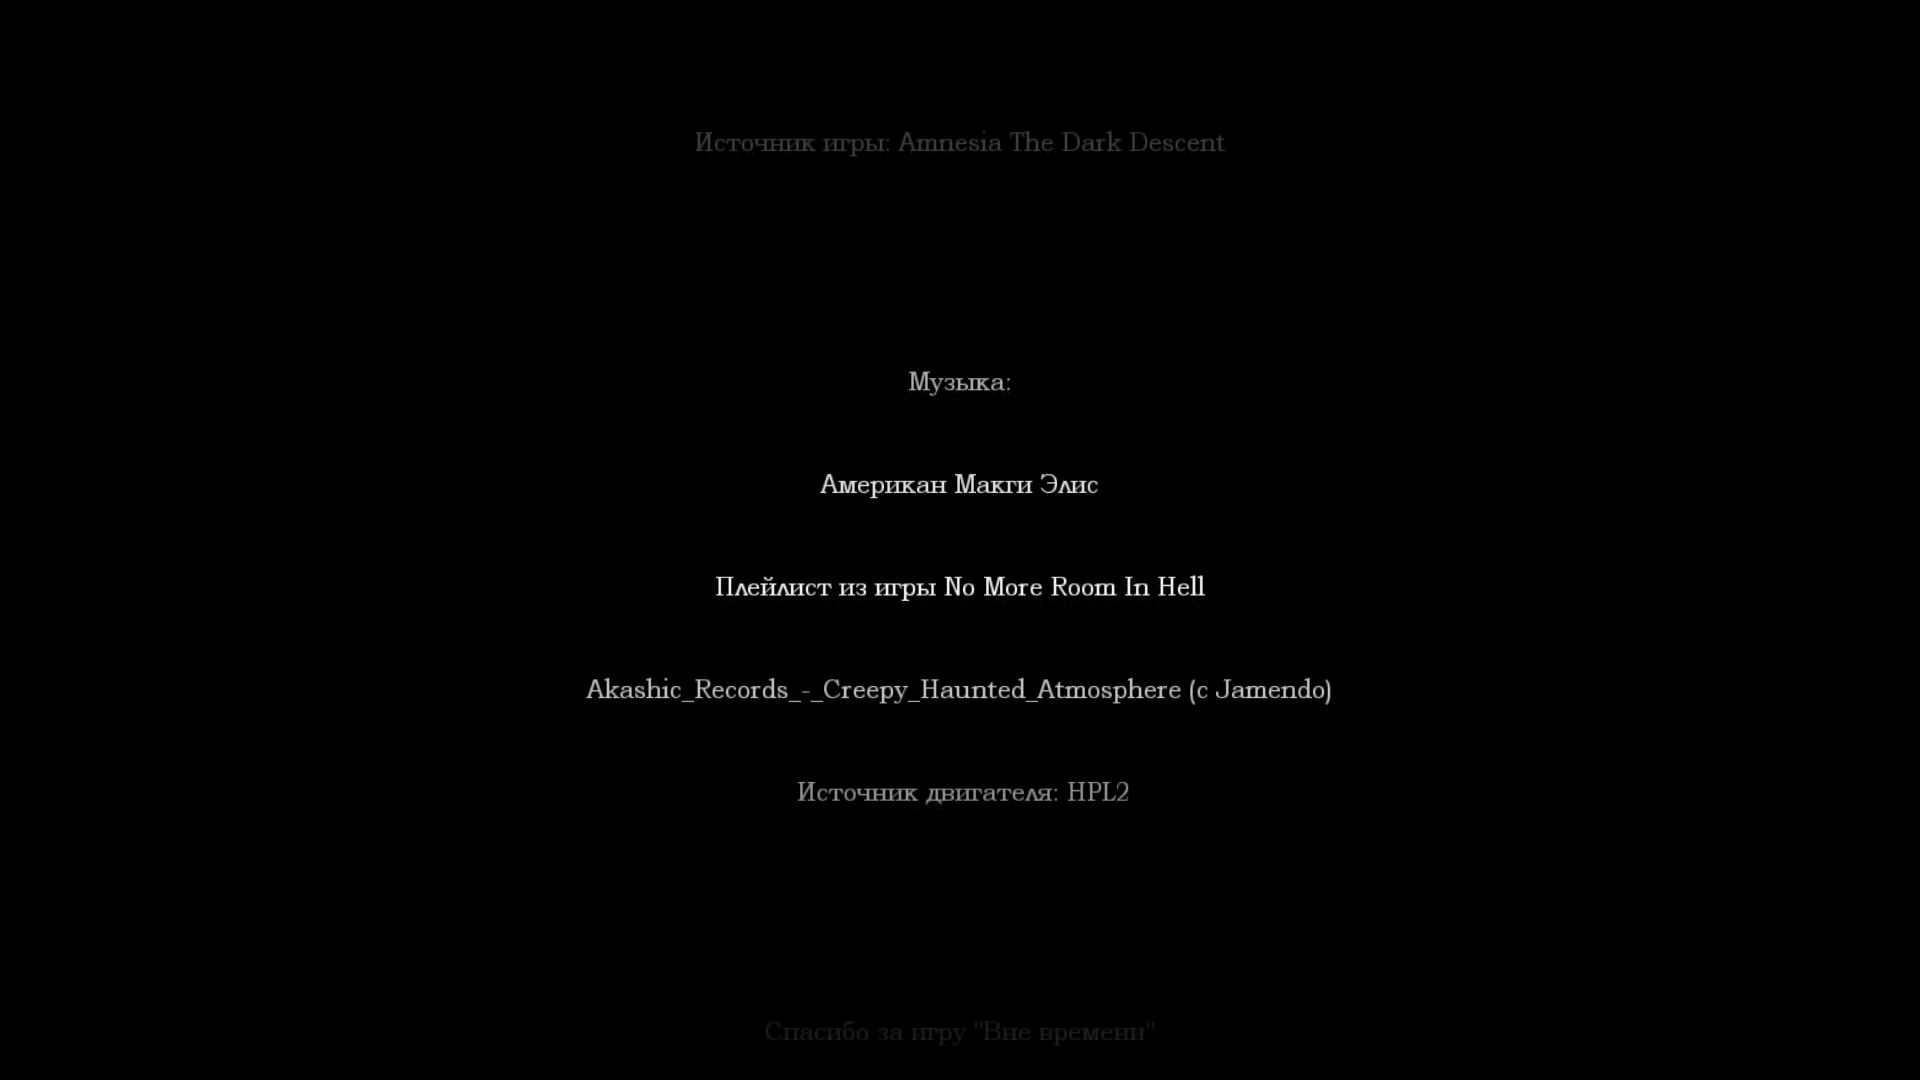 Источник игры: Amnesia The Dark Descent
Музыка:
Американ Макги Элис
Плейлист из игры No More Room In Hell
Akashic_Records_-_Creepy_Haunted_Atmosphere (с Jamendo)
Источник двигателя: HPL2
Спасибо за игру "Вне времени"